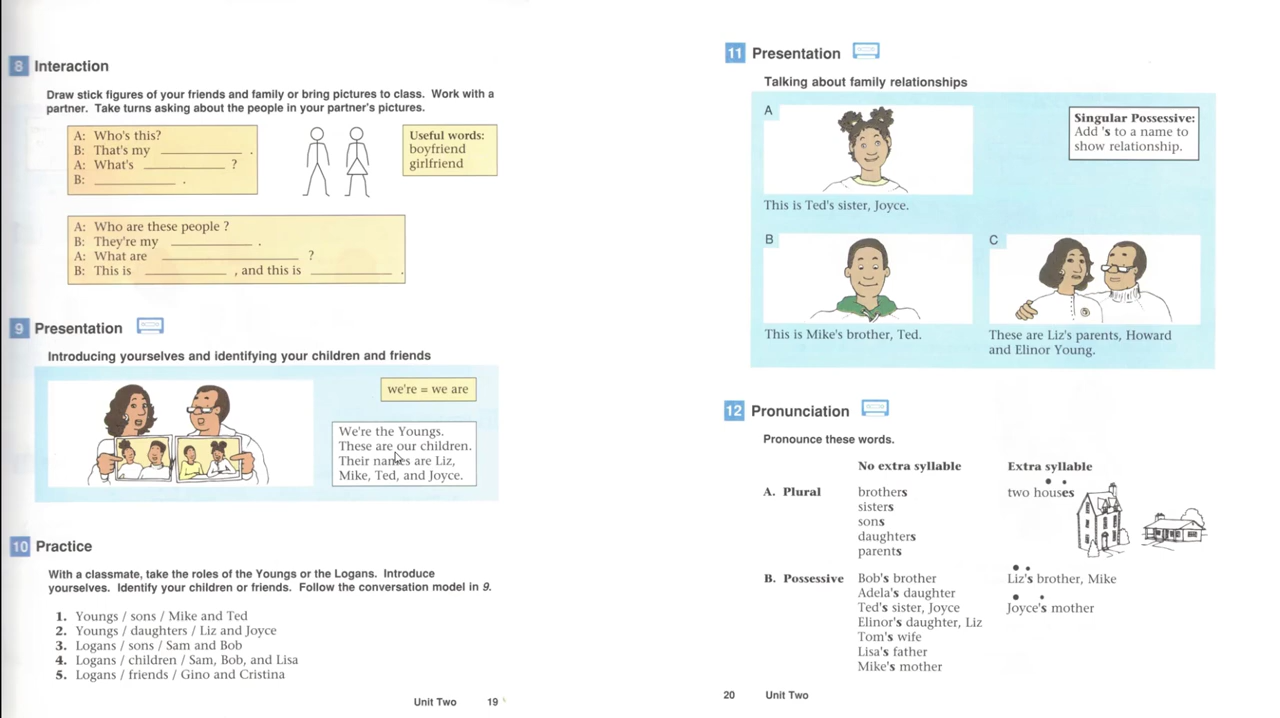 8 Interaction
Draw stick figures of your friends and family or bring pictures to class. Work with a
partner. Take turns asking about the people in your partner's pictures.
A: Who's this?
B: That's my ____________ .
A: What's ____________ ?
B: ____________ .
Useful words:
boyfriend
girlfriend
A: Who are these people ?
B: They're my ____________ .
A: What are ____________________ ?
B: This is ____________ , and this is ____________ .
9 Presentation
Introducing yourselves and identifying your children and friends
we're = we are
We're the Youngs.
These are our children.
Their names are Liz,
Mike, Ted, and Joyce.
10 Practice
With a classmate, take the roles of the Youngs or the Logans. Introduce
yourselves. Identify your children or friends. Follow the conversation model in 9.
1. Youngs / sons / Mike and Ted
2. Youngs / daughters / Liz and Joyce
3. Logans / sons / Sam and Bob
4. Logans / children / Sam, Bob, and Lisa
5. Logans / friends / Gino and Cristina
Unit Two 19
11 Presentation
Talking about family relationships
A
Singular Possessive:
Add 's to a name to
show relationship.
This is Ted's sister, Joyce.
B
C
This is Mike's brother, Ted.
These are Liz's parents, Howard
and Elinor Young.
12 Pronunciation
Pronounce these words.
No extra syllable Extra syllable
A. Plural brothers two houses
sisters
sons
daughters
parents
B. Possessive Bob's brother Liz's brother, Mike
Adela's daughter
Ted's sister, Joyce Joyce's mother
Elinor's daughter, Liz
Tom's wife
Lisa's father
Mike's mother
20 Unit Two